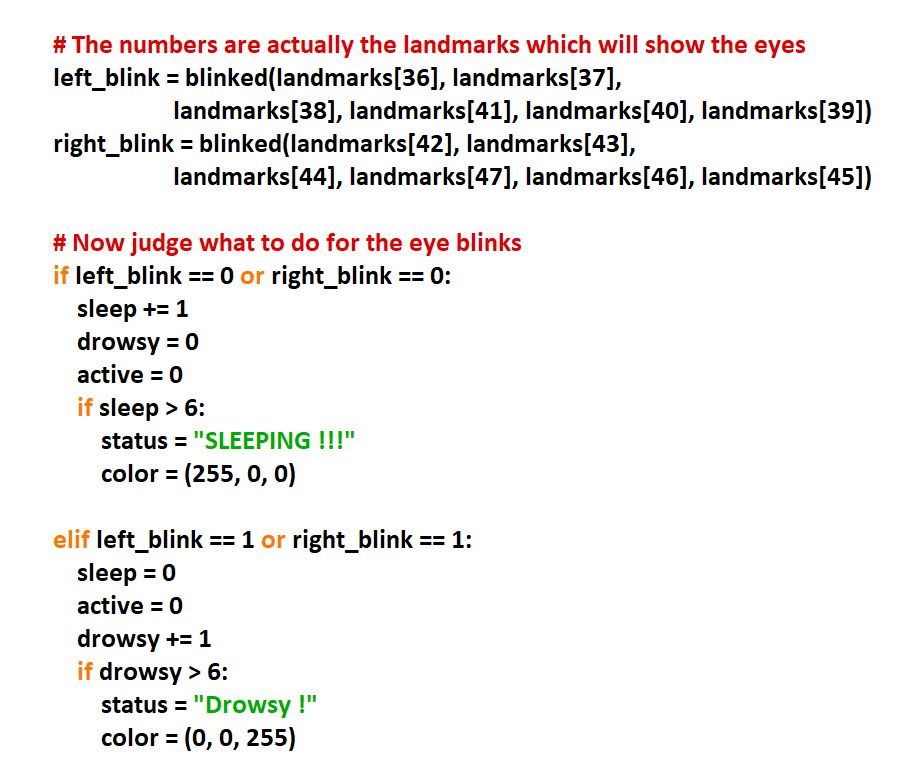 # The numbers are actually the landmarks which will show the eyes
left_blink = blinked(landmarks[36], landmarks[37],
landmarks[38], landmarks[41], landmarks[40], landmarks[39])
right_blink = blinked(landmarks[42], landmarks[43],
landmarks[44], landmarks[47], landmarks[46], landmarks[45])
# Now judge what to do for the eye blinks
if left_blink == 0 or right_blink == 0:
sleep += 1
drowsy = 0
active = 0
if sleep > 6:
status = "SLEEPING !!!"
color = (255, 0, 0)
elif left_blink == 1 or right_blink == 1:
sleep = 0
active = 0
drowsy += 1
if drowsy > 6:
status = "Drowsy !"
color = (0, 0, 255)